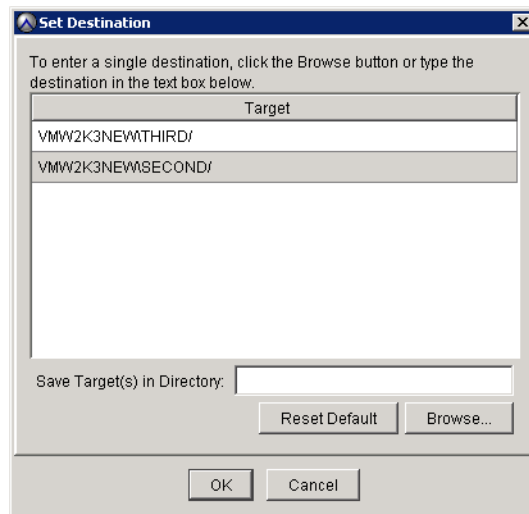 Set Destination
To enter a single destination, click the Browse button or type the
destination in the text box below.
Target
VMW2K3NEW\THIRD/
VMW2K3NEW\SECOND/
Save Target(s) in Directory:
Reset Default
Browse...
OK
Cancel